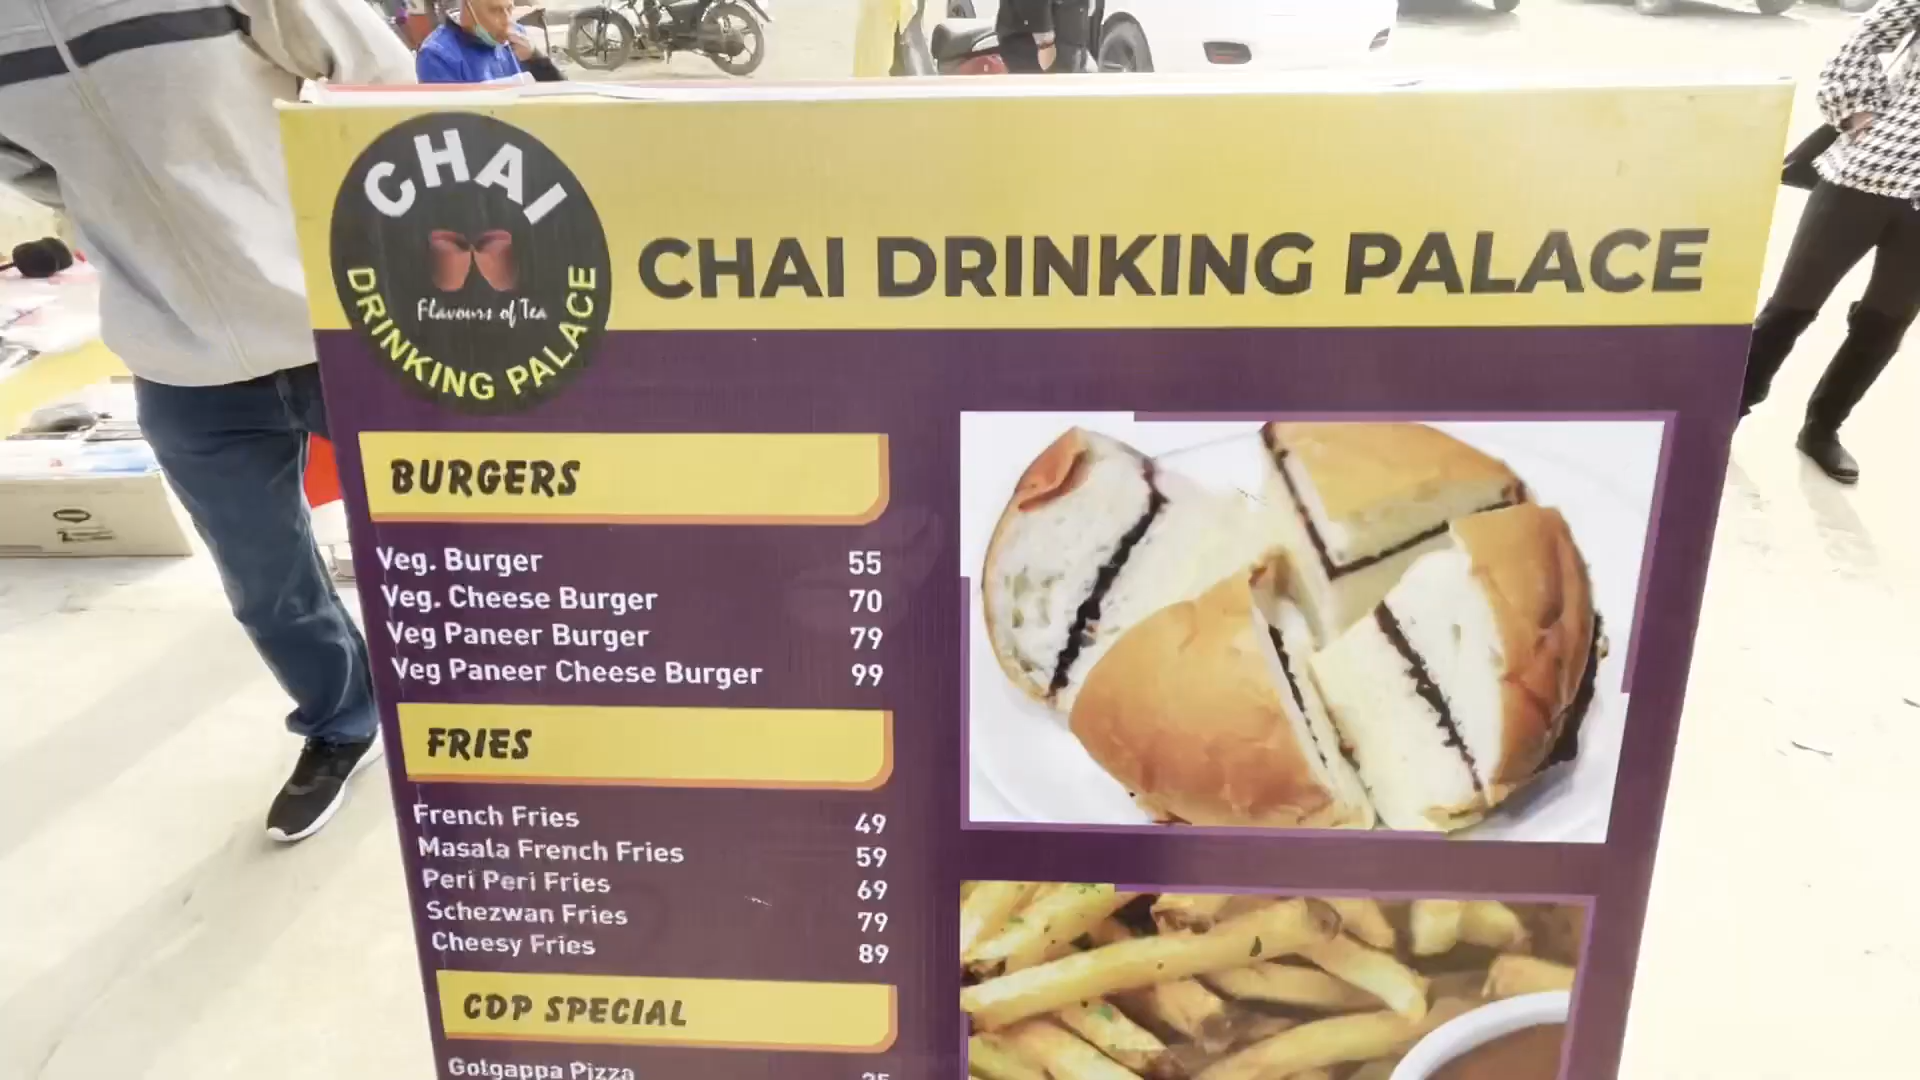 CHAI
Flavours of Tea
DRINKING PALACE
CHAI DRINKING PALACE
BURGERS
Veg. Burger 55
Veg. Cheese Burger 70
Veg Paneer Burger 79
Veg Paneer Cheese Burger 99
FRIES
French Fries 49
Masala French Fries 59
Peri Peri Fries 69
Schezwan Fries 79
Cheesy Fries 89
CDP SPECIAL
Golgappa Pizza